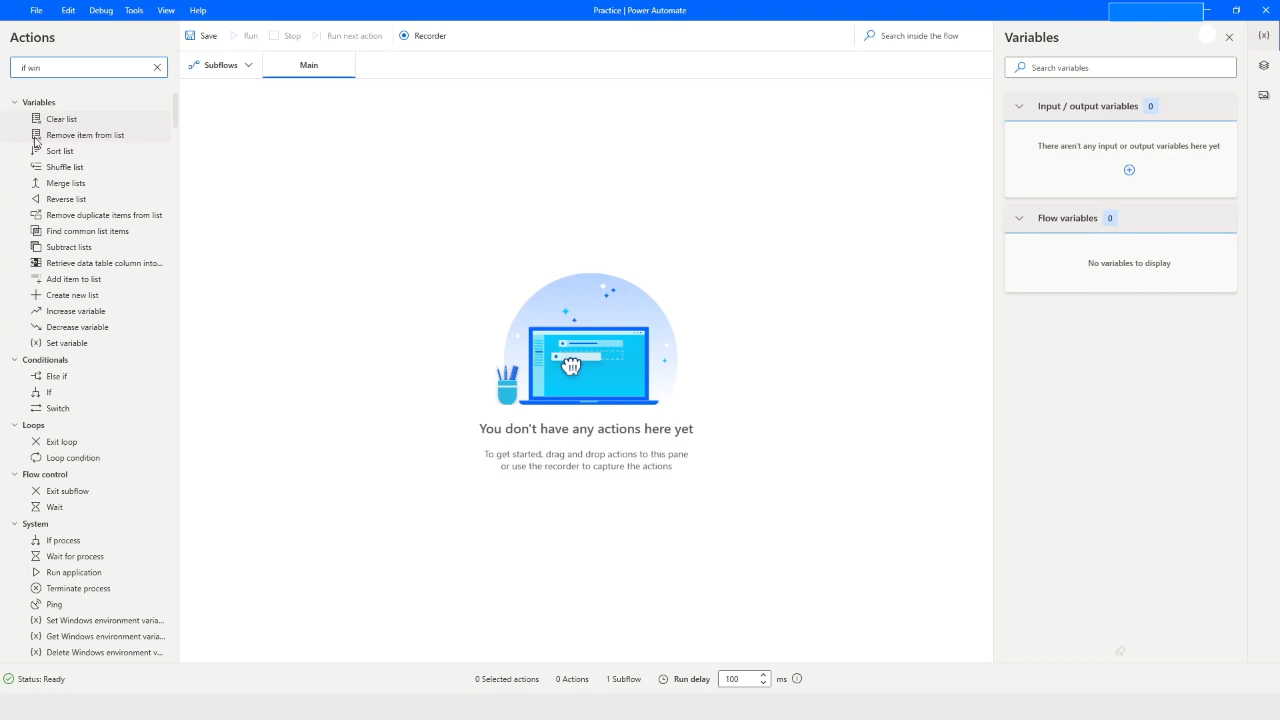 File Edit Debug Tools View Help
Practice | Power Automate
Actions
if win
Variables
Clear list
Remove item from list
Sort list
Shuffle list
Merge lists
Reverse list
Remove duplicate items from list
Find common list items
Subtract lists
Retrieve data table column into...
Add item to list
Create new list
Increase variable
Decrease variable
{x} Set variable
Conditionals
Else if
If
Switch
Loops
Exit loop
Loop condition
Flow control
Exit subflow
Wait
System
If process
Wait for process
Run application
Terminate process
Ping
{x} Set Windows environment varia...
{x} Get Windows environment varia...
{x} Delete Windows environment v...
Save Run Stop Run next action Recorder
Search inside the flow
Subflows Main
You don't have any actions here yet
To get started, drag and drop actions to this pane
or use the recorder to capture the actions
Variables
{x}
Search variables
Input / output variables 0
There aren't any input or output variables here yet
Flow variables 0
No variables to display
Status: Ready 0 Selected actions 0 Actions 1 Subflow Run delay 100 ms